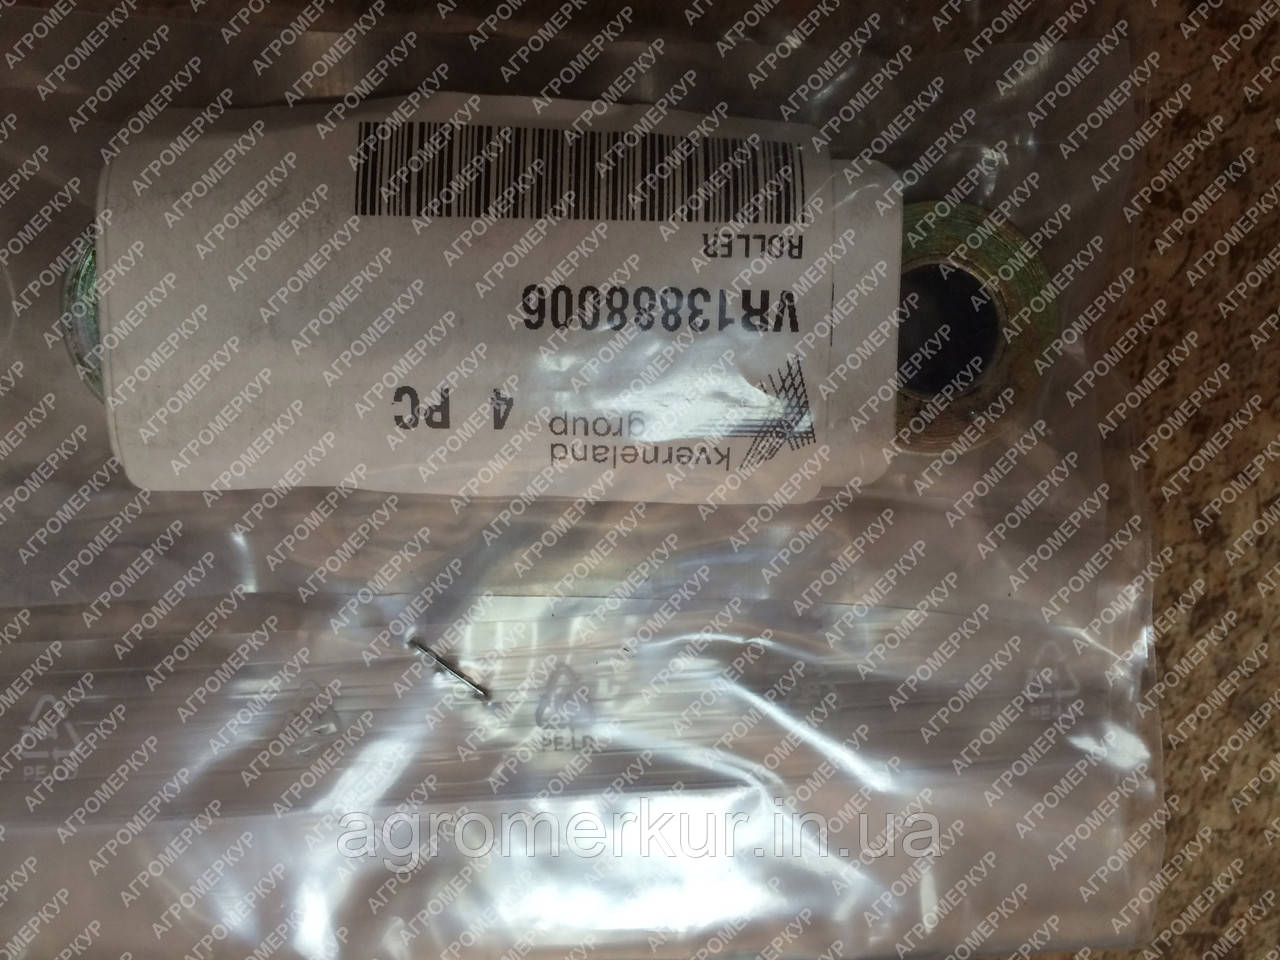 kverneland
group
4 PC
VR13888006
ROLLER
PE-LD
agromerkur.in.ua
АГРОМЕРКУР